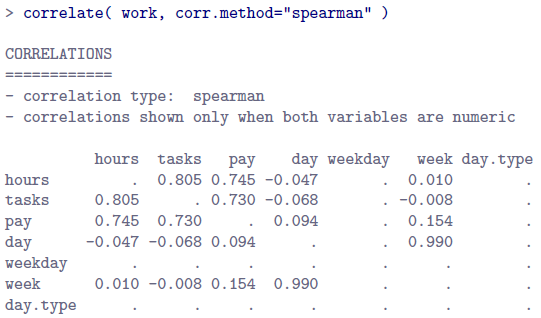 > correlate( work, corr.method="spearman" )

CORRELATIONS
============
- correlation type:  spearman
- correlations shown only when both variables are numeric

          hours  tasks   pay    day weekday   week day.type
hours         .  0.805 0.745 -0.047       .  0.010        .
tasks     0.805      . 0.730 -0.068       . -0.008        .
pay       0.745  0.730     .  0.094       .  0.154        .
day      -0.047 -0.068 0.094      .       .  0.990        .
weekday       .      .     .      .       .      .        .
week      0.010 -0.008 0.154  0.990       .      .        .
day.type      .      .     .      .       .      .        .